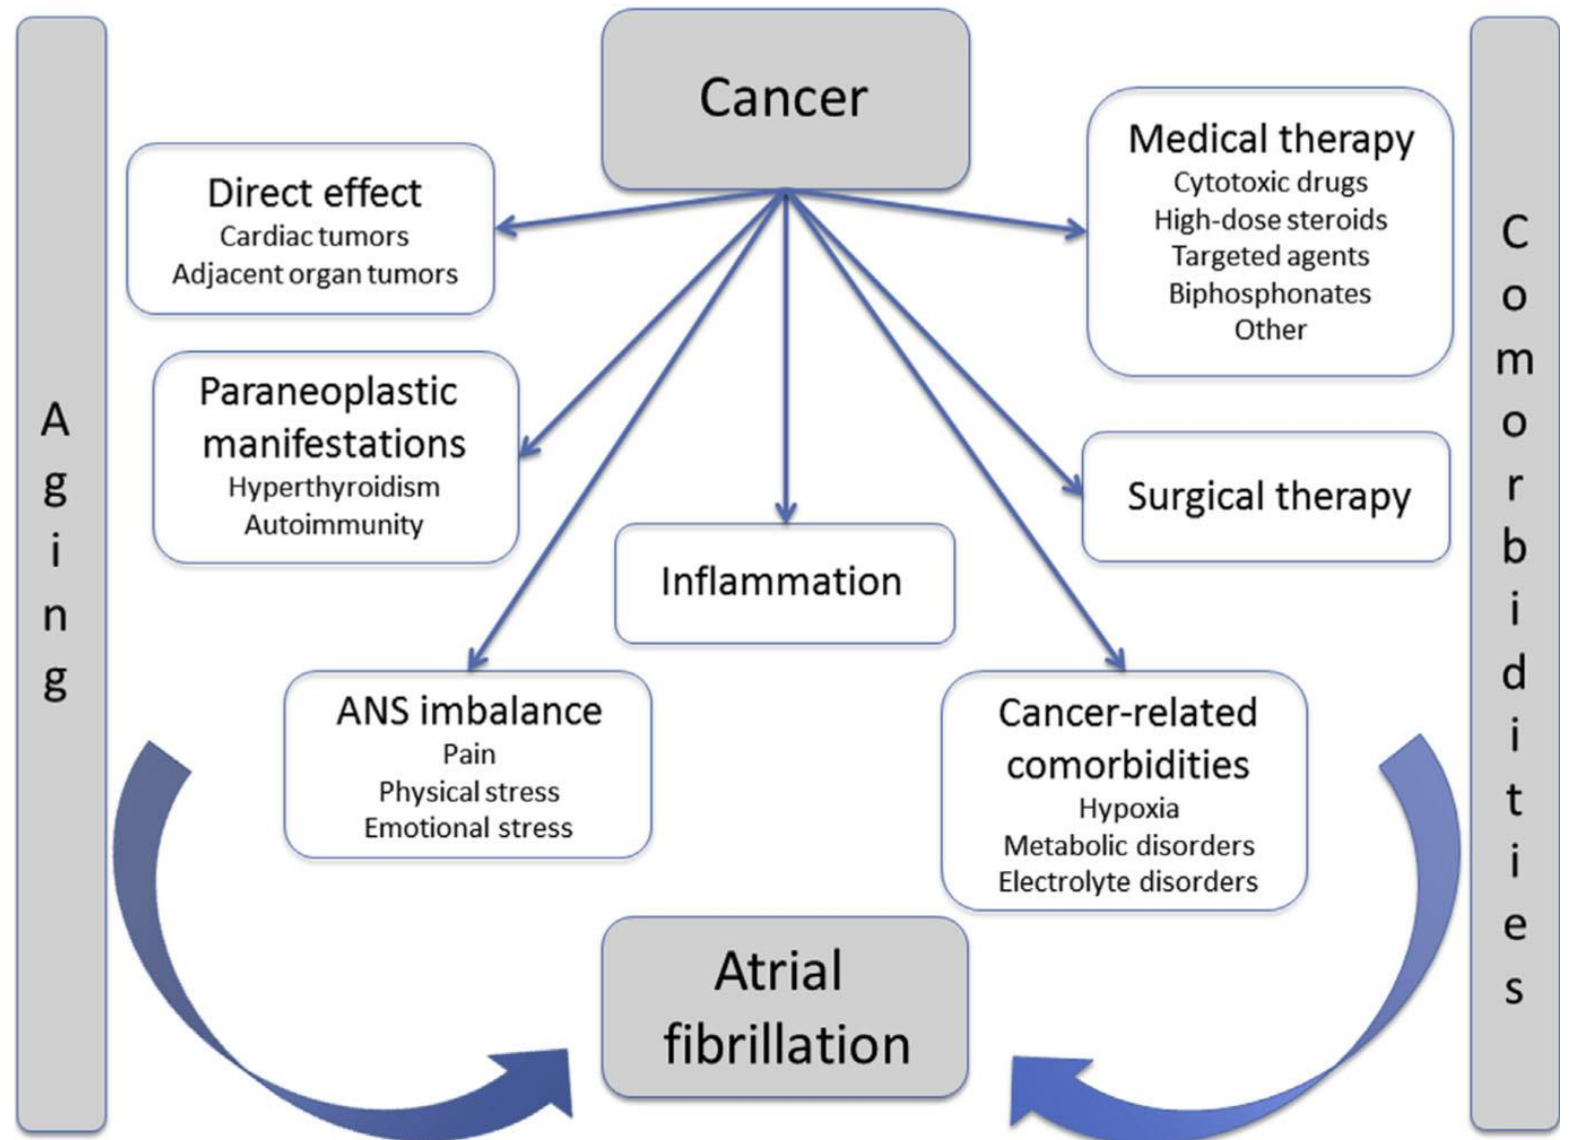 Cancer
Direct effect
Cardiac tumors
Adjacent organ tumors
Medical therapy
Cytotoxic drugs
High-dose steroids
Targeted agents
Biphosphonates
Other
Paraneoplastic
manifestations
Hyperthyroidism
Autoimmunity
Surgical therapy
Inflammation
ANS imbalance
Pain
Physical stress
Emotional stress
Cancer-related
comorbidities
Hypoxia
Metabolic disorders
Electrolyte disorders
Atrial
fibrillation
Aging
Comorbidities